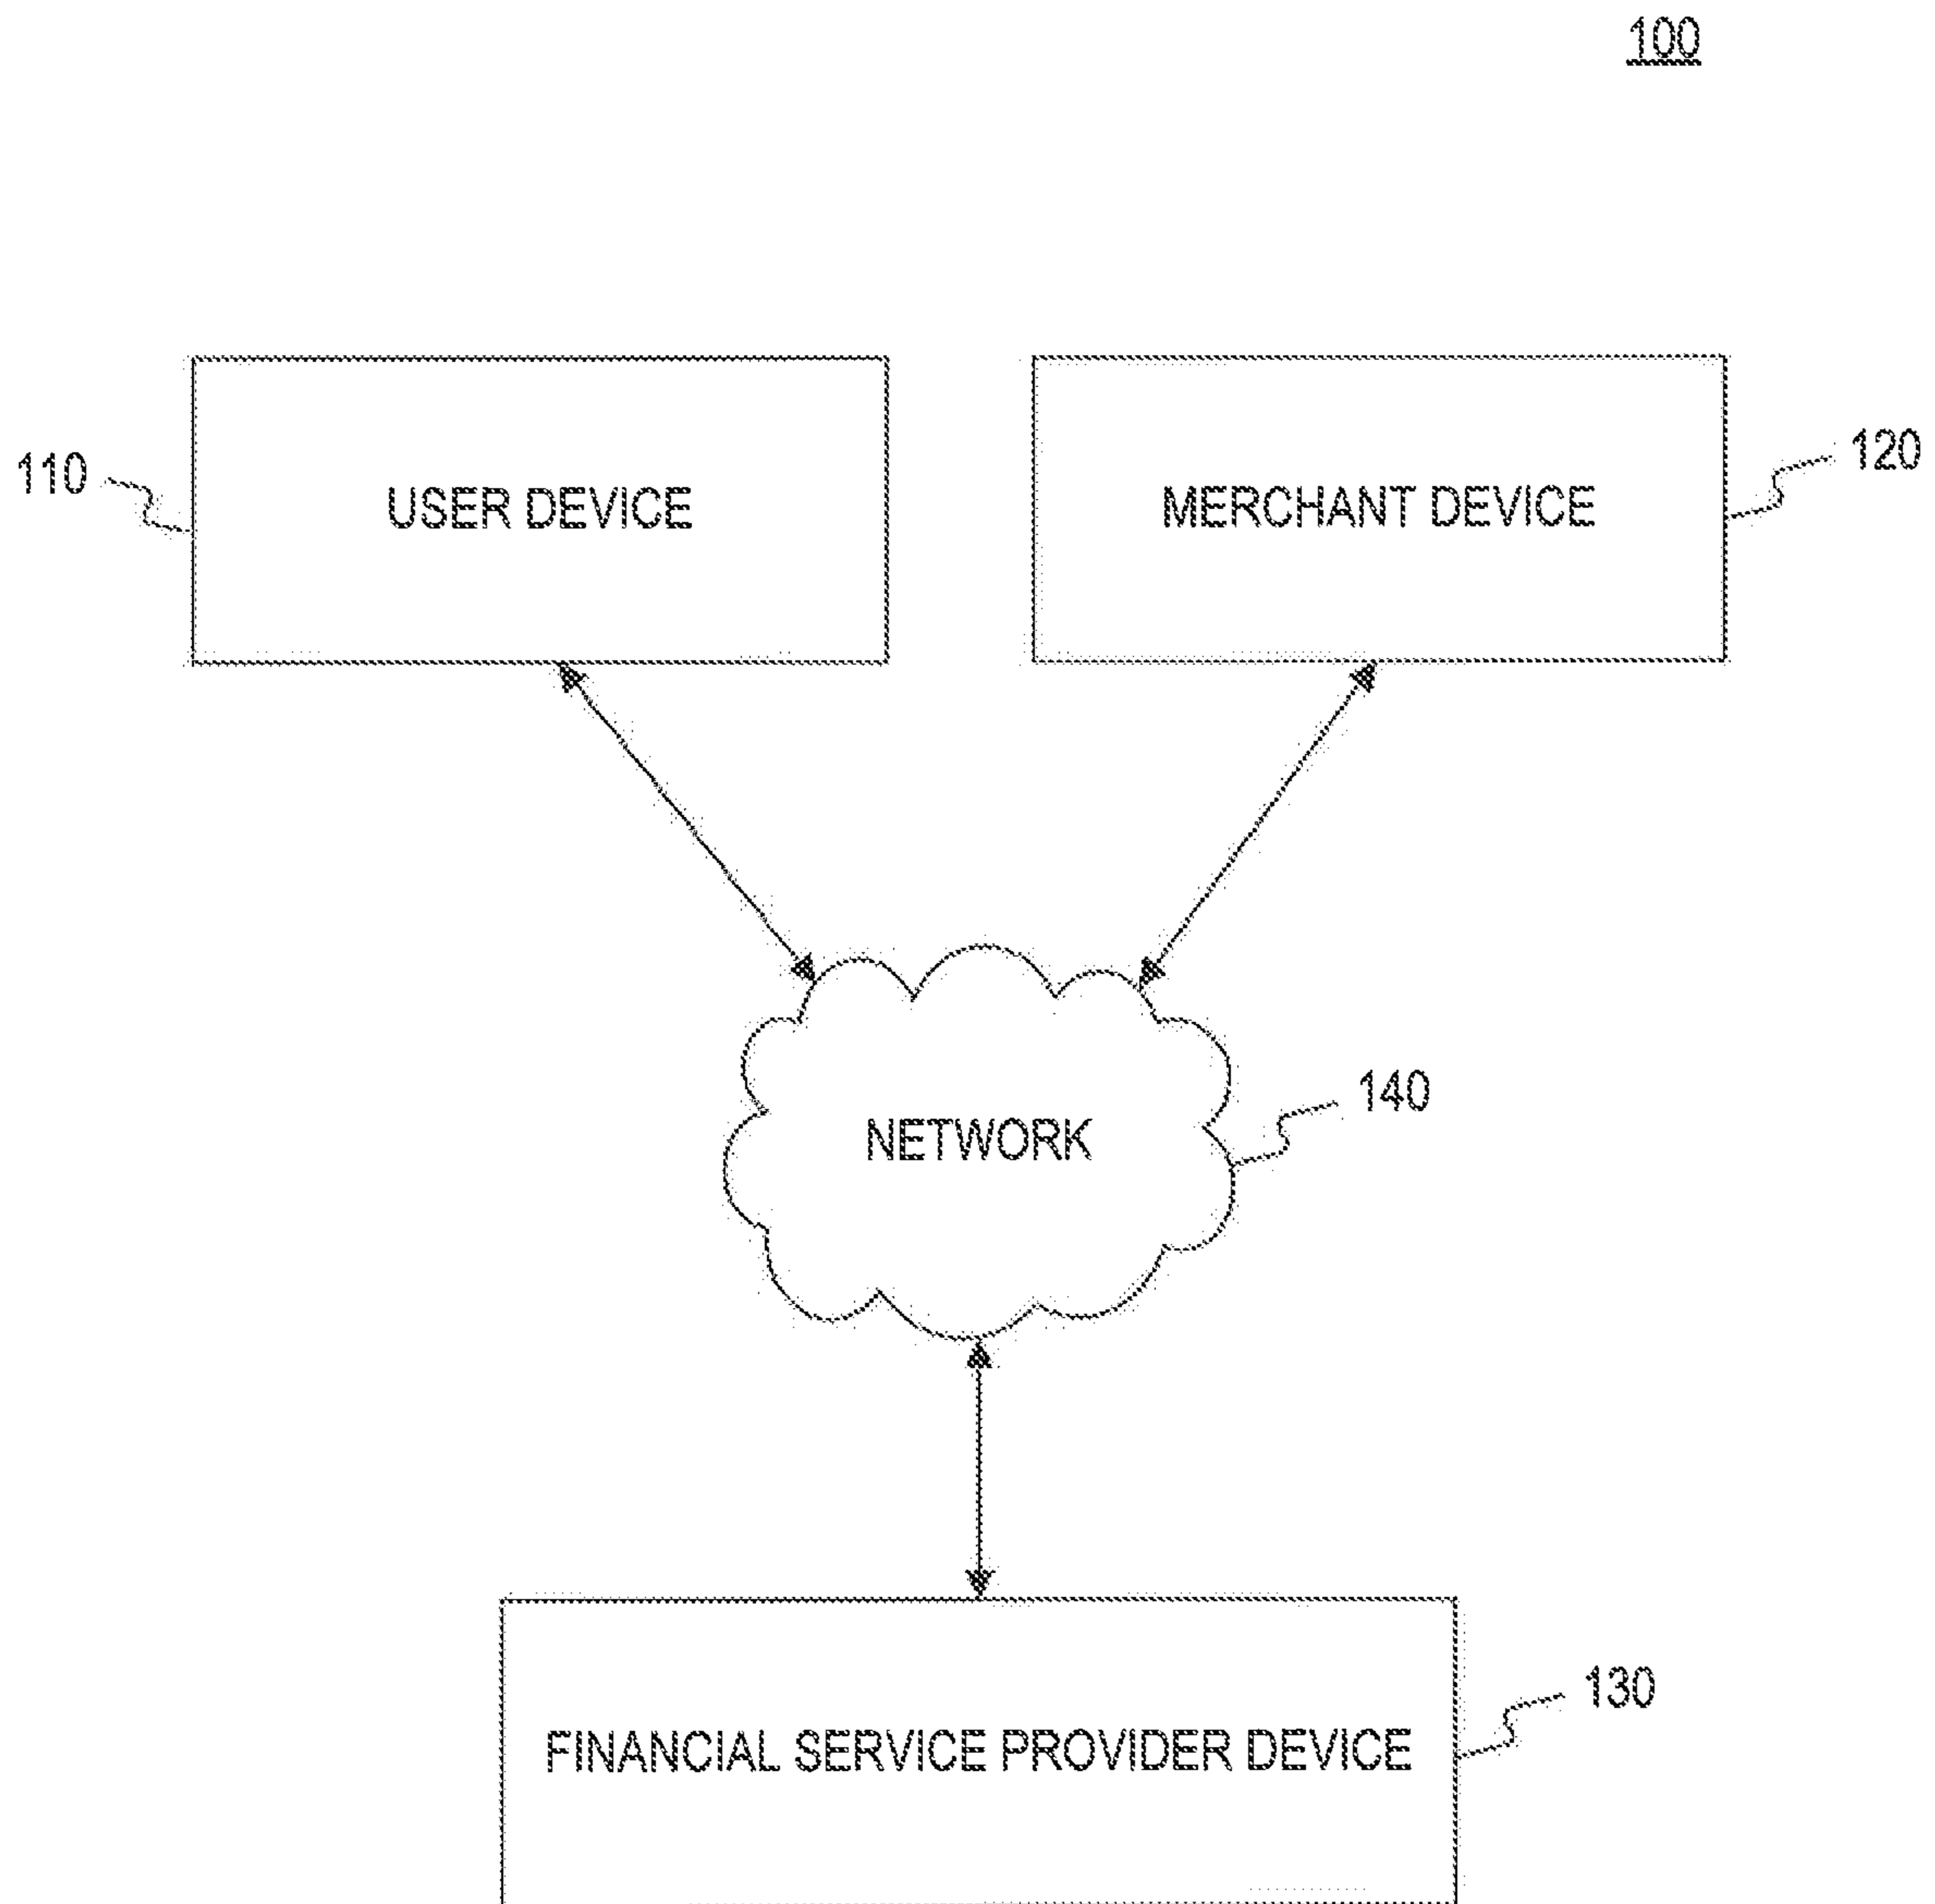 100
110
USER DEVICE
MERCHANT DEVICE
120
NETWORK
140
FINANCIAL SERVICE PROVIDER DEVICE
130